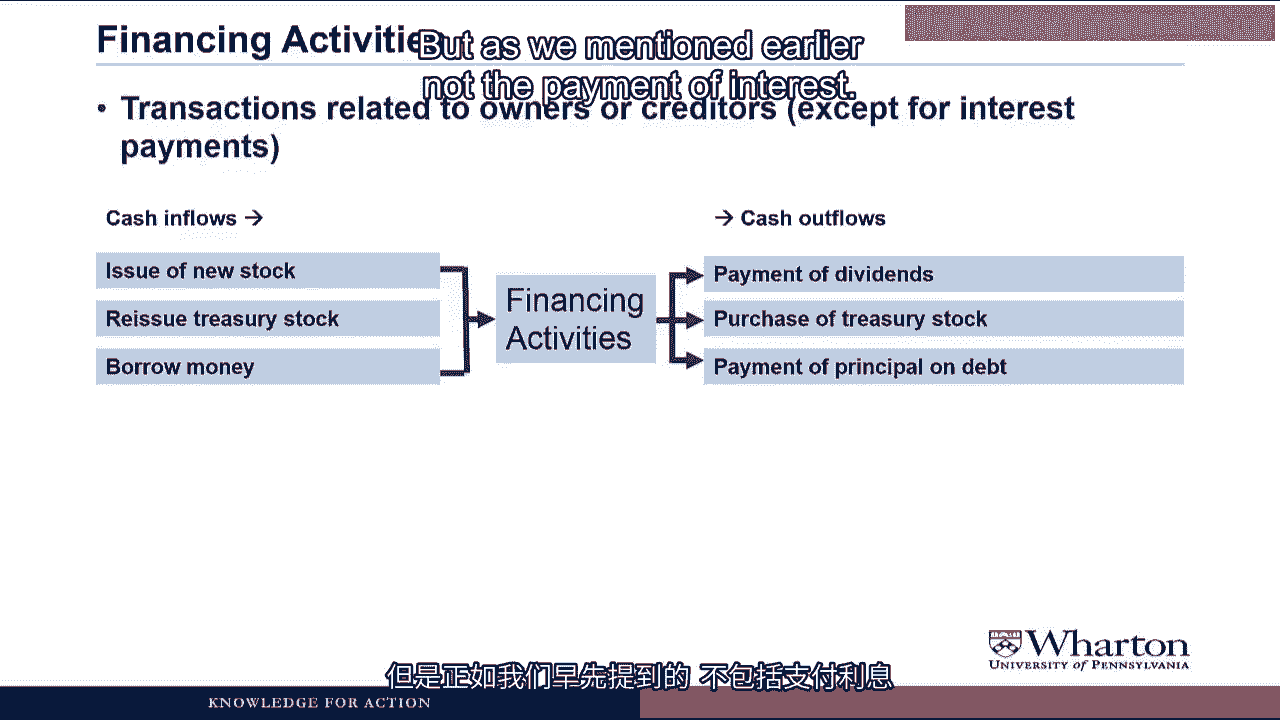 Financing Activities
But as we mentioned earlier
not the payment of interest.
• Transactions related to owners or creditors (except for interest
payments)
Cash inflows →
→ Cash outflows
Issue of new stock
Reissue treasury stock
Borrow money
Financing
Activities
Payment of dividends
Purchase of treasury stock
Payment of principal on debt
Wharton
UNIVERSITY of PENNSYLVANIA
但是正如我们早先提到的 不包括支付利息
KNOWLEDGE FOR ACTION